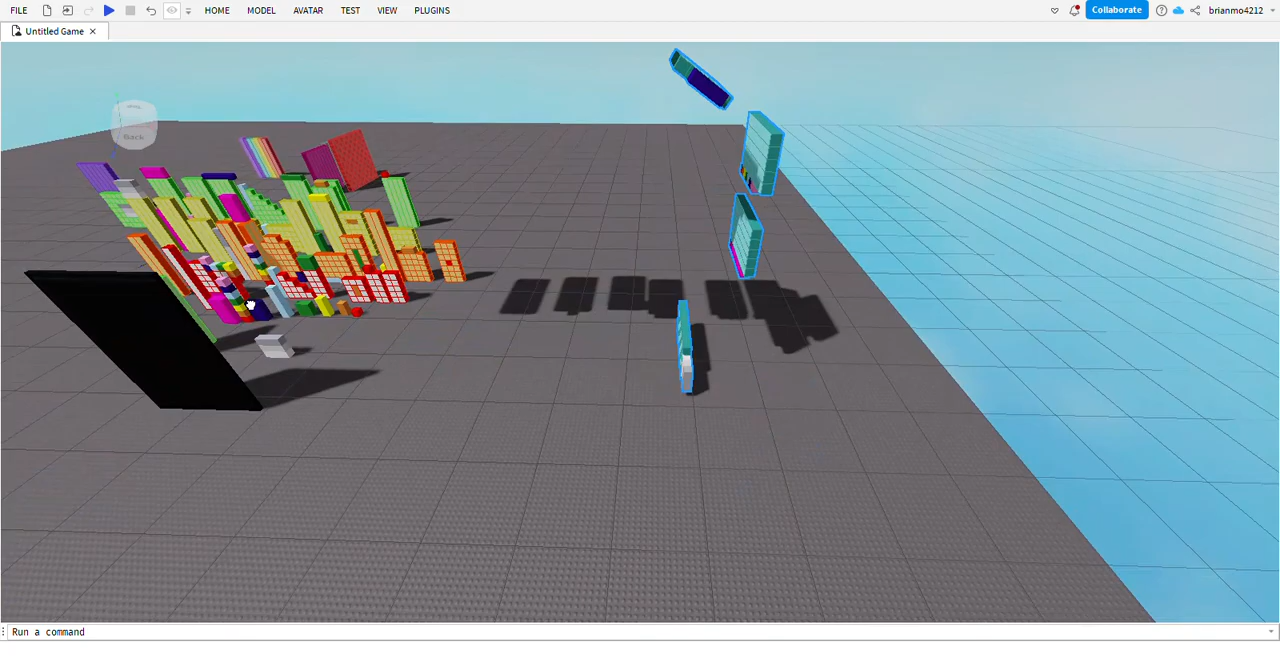 FILE HOME MODEL AVATAR TEST VIEW PLUGINS Collaborate brianmo4212
Untitled Game
Back
Run a command